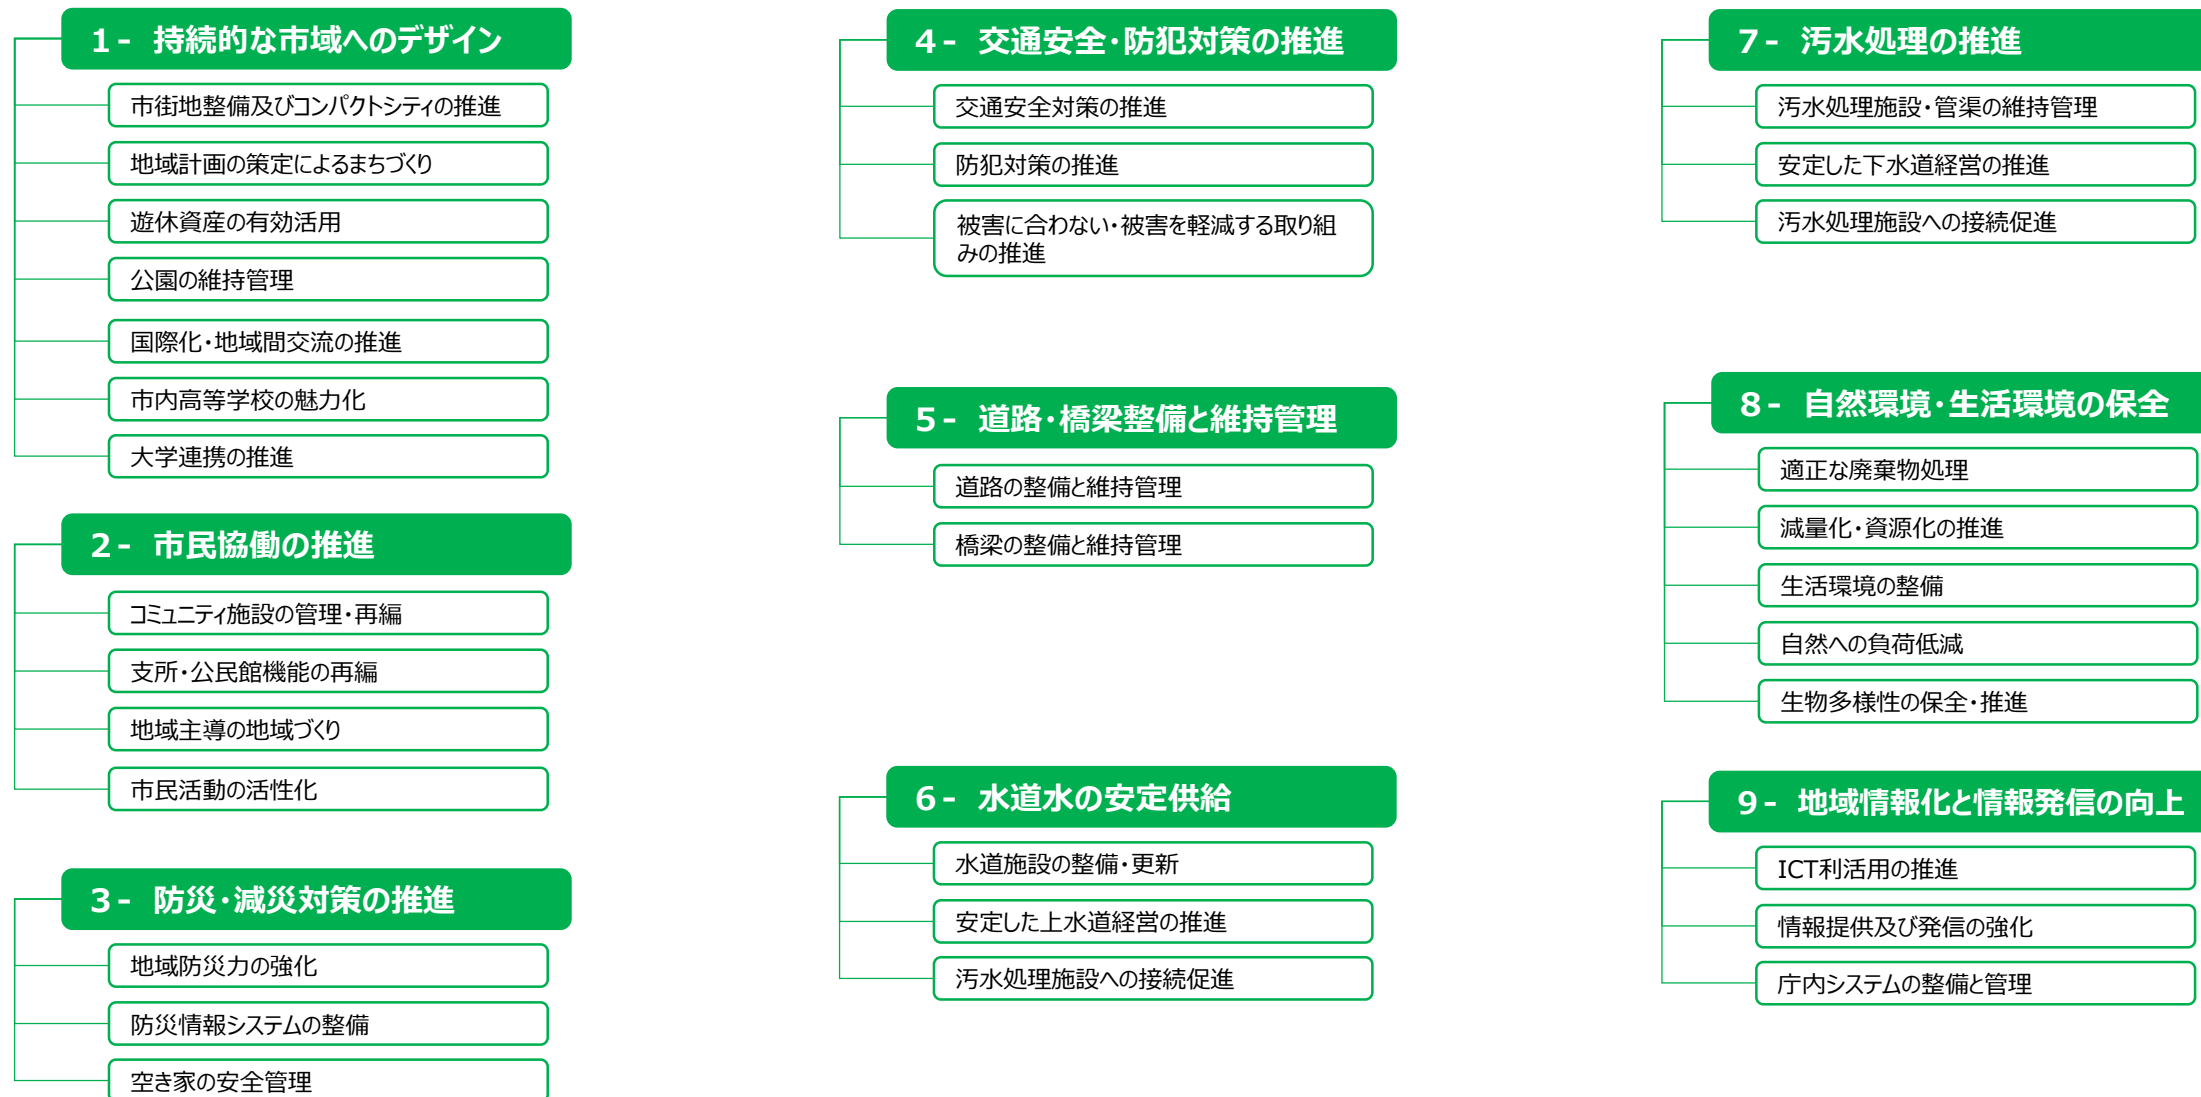 1- 持続的な市域へのデザイン
市街地整備及びコンパクトシティの推進
地域計画の策定によるまちづくり
遊休資産の有効活用
公園の維持管理
国際化・地域間交流の推進
市内高等学校の魅力化
大学連携の推進
2- 市民協働の推進
コミュニティ施設の管理・再編
支所・公民館機能の再編
地域主導の地域づくり
市民活動の活性化
3- 防災・減災対策の推進
地域防災力の強化
防災情報システムの整備
空き家の安全管理
4- 交通安全・防犯対策の推進
交通安全対策の推進
防犯対策の推進
被害に合わない・被害を軽減する取り組
みの推進
5- 道路・橋梁整備と維持管理
道路の整備と維持管理
橋梁の整備と維持管理
6- 水道水の安定供給
水道施設の整備・更新
安定した上水道経営の推進
汚水処理施設への接続促進
7- 汚水処理の推進
汚水処理施設・管渠の維持管理
安定した下水道経営の推進
汚水処理施設への接続促進
8- 自然環境・生活環境の保全
適正な廃棄物処理
減量化・資源化の推進
生活環境の整備
自然への負荷低減
生物多様性の保全・推進
9- 地域情報化と情報発信の向上
ICT利活用の推進
情報提供及び発信の強化
庁内システムの整備と管理